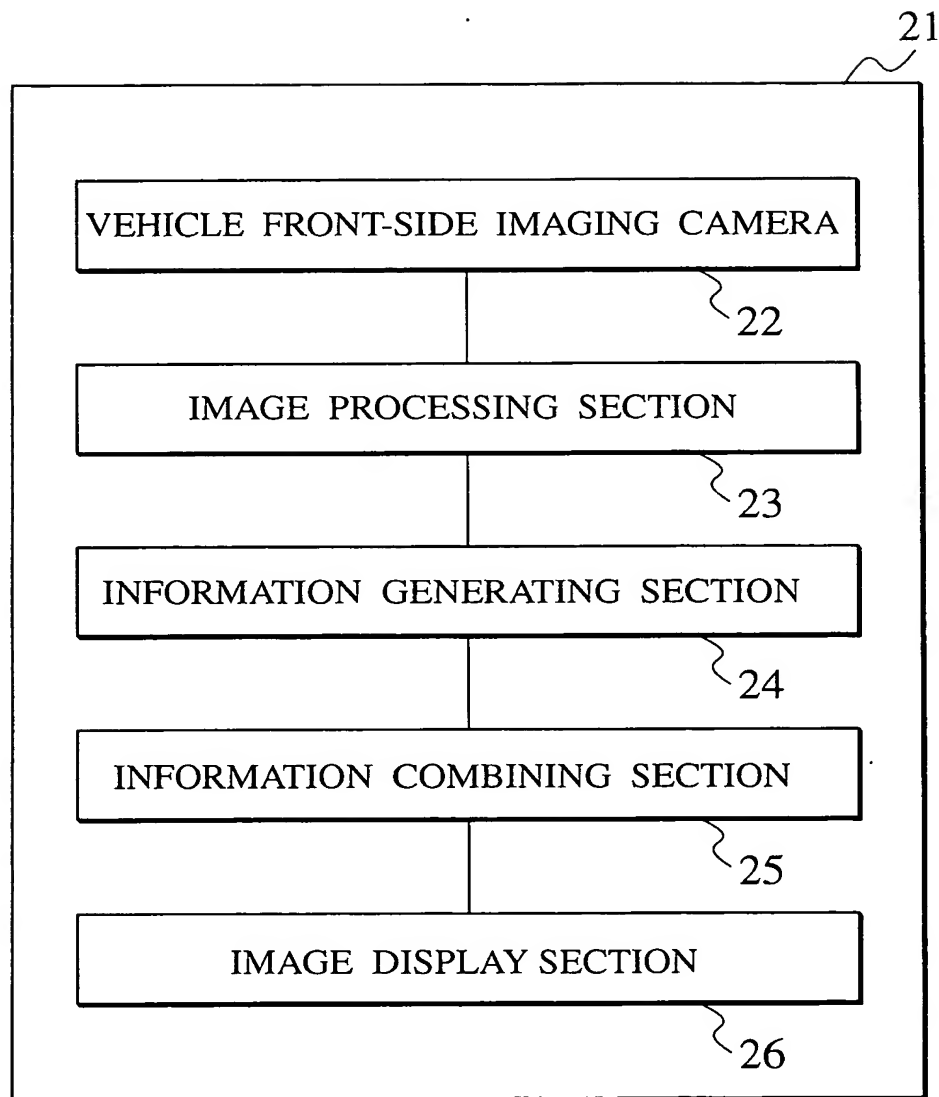 21
VEHICLE FRONT-SIDE IMAGING CAMERA
22
IMAGE PROCESSING SECTION
23
INFORMATION GENERATING SECTION
24
INFORMATION COMBINING SECTION
25
IMAGE DISPLAY SECTION
26